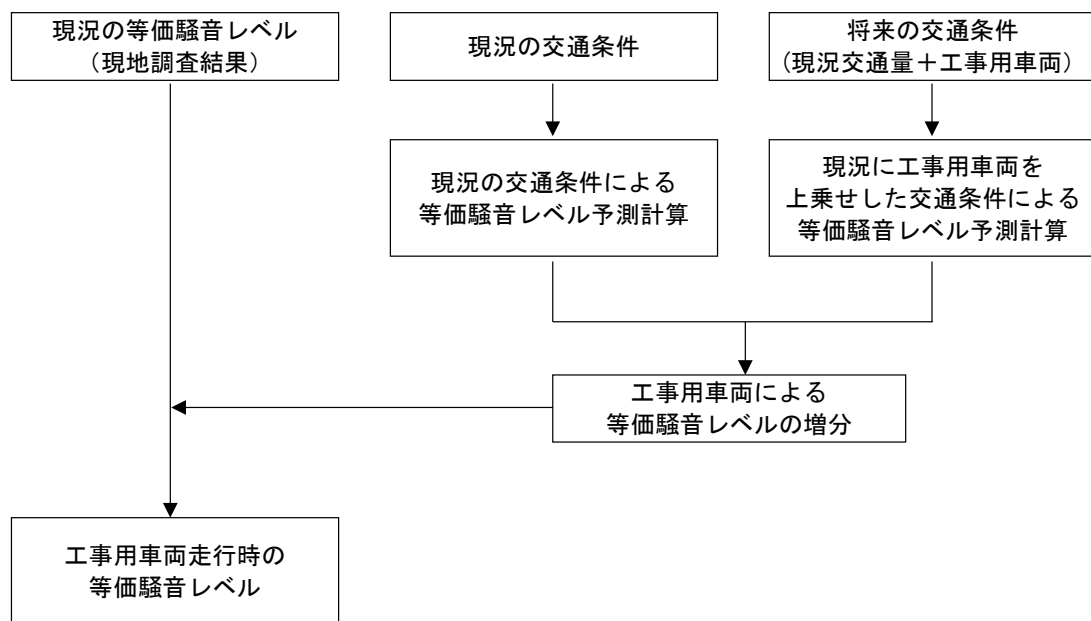 現況の等価騒音レベル
（現地調査結果）
現況の交通条件
将来の交通条件
（現況交通量＋工事用車両）
現況の交通条件による
等価騒音レベル予測計算
現況に工事用車両を
上乗せした交通条件による
等価騒音レベル予測計算
工事用車両による
等価騒音レベルの増分
工事用車両走行時の
等価騒音レベル